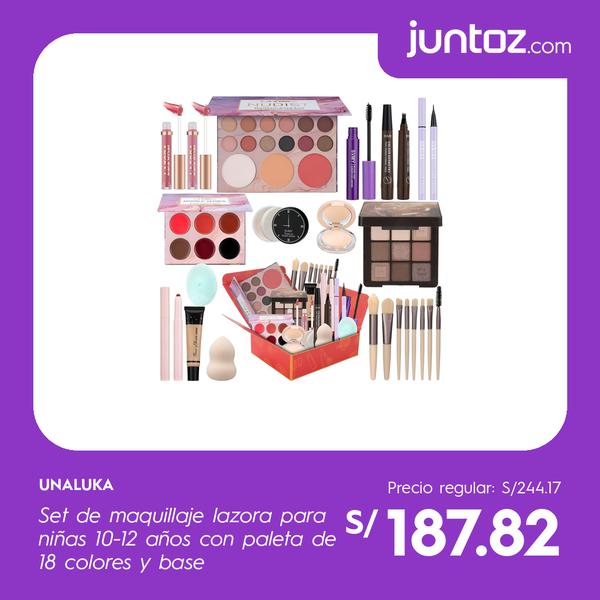 juntoz.com
NUDIST
UNALUKA
Precio regular: S/244.17
Set de maquillaje lazora para
niñas 10-12 años con paleta de
18 colores y base
S/187.82